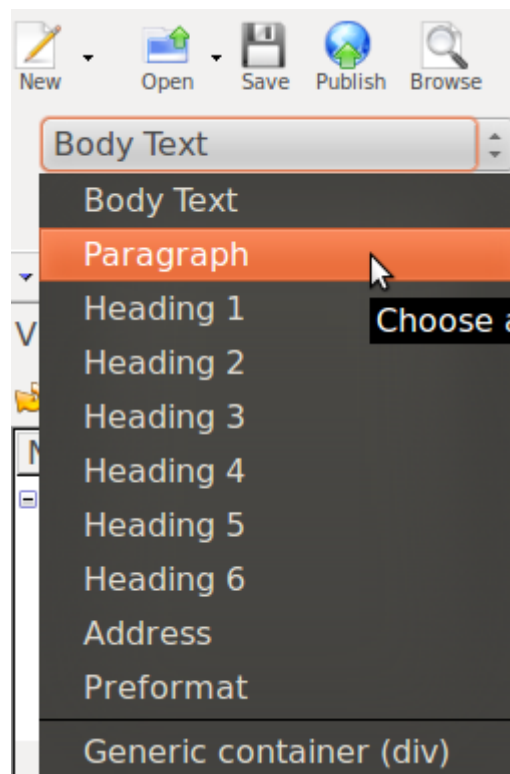 New Open Save Publish Browse
Body Text
Body Text
Paragraph
Choose
Heading 1
V
Heading 2
Heading 3
Heading 4
Heading 5
Heading 6
Address
Preformat
Generic container (div)